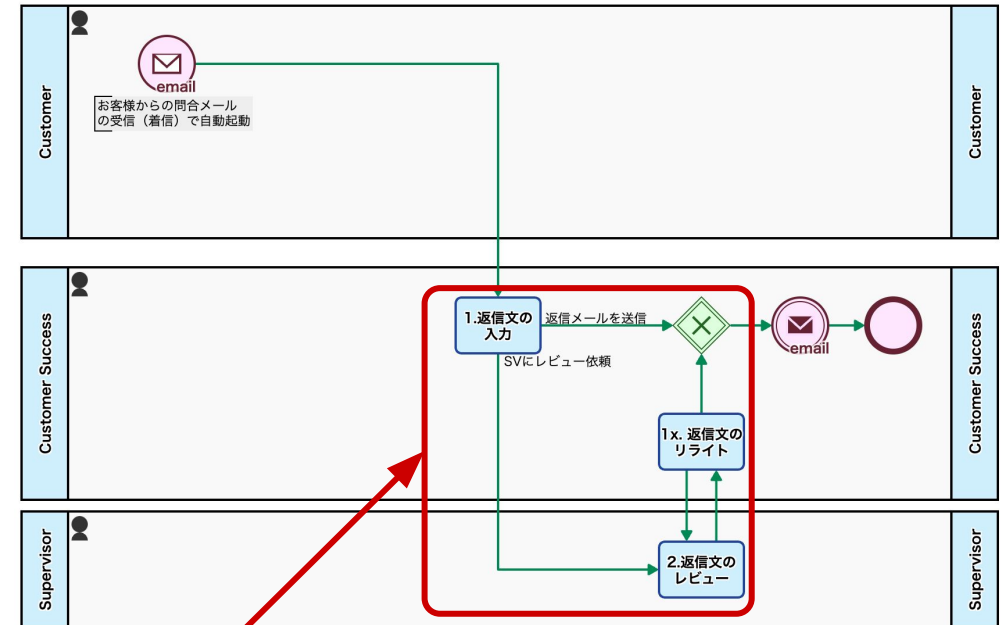 Customer
email
お客様からの問合メール
の受信（着信）で自動起動
Customer
Customer Success
1.返信文の
入力
返信メールを送信
SVにレビュー依頼
email
1x. 返信文の
リライト
Customer Success
Supervisor
2.返信文の
レビュー
Supervisor